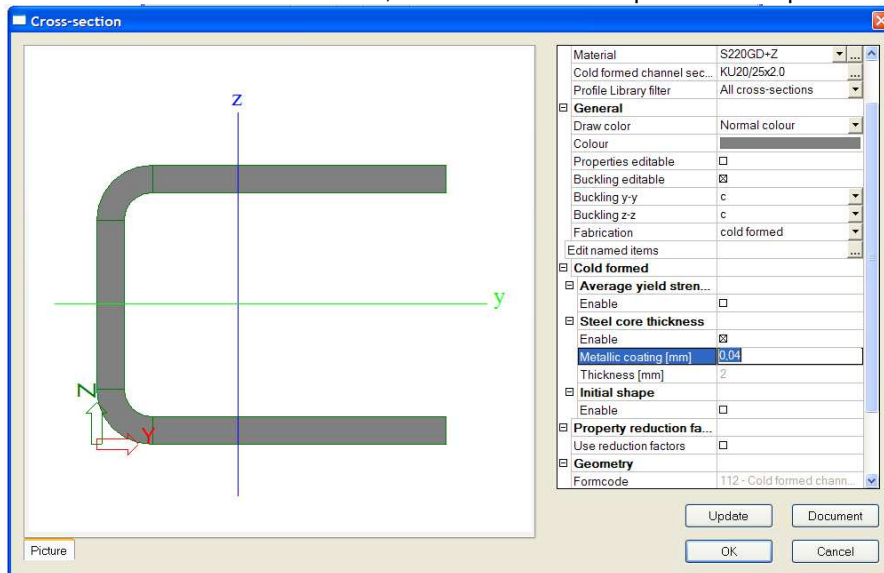 Cross-section
z
y
N
Y
Picture
Material S220GD+Z ...
Cold formed channel sec... KU20/25x2.0 ...
Profile Library filter All cross-sections
General
Draw color Normal colour
Colour
Properties editable
Buckling editable
Buckling y-y c
Buckling z-z c
Fabrication cold formed
Edit named items ...
Cold formed
Average yield stren...
Enable
Steel core thickness
Enable
Metallic coating [mm] 0.04
Thickness [mm] 2
Initial shape
Enable
Property reduction fa...
Use reduction factors
Geometry
Formcode 112 - Cold formed chann...
Update Document
OK Cancel